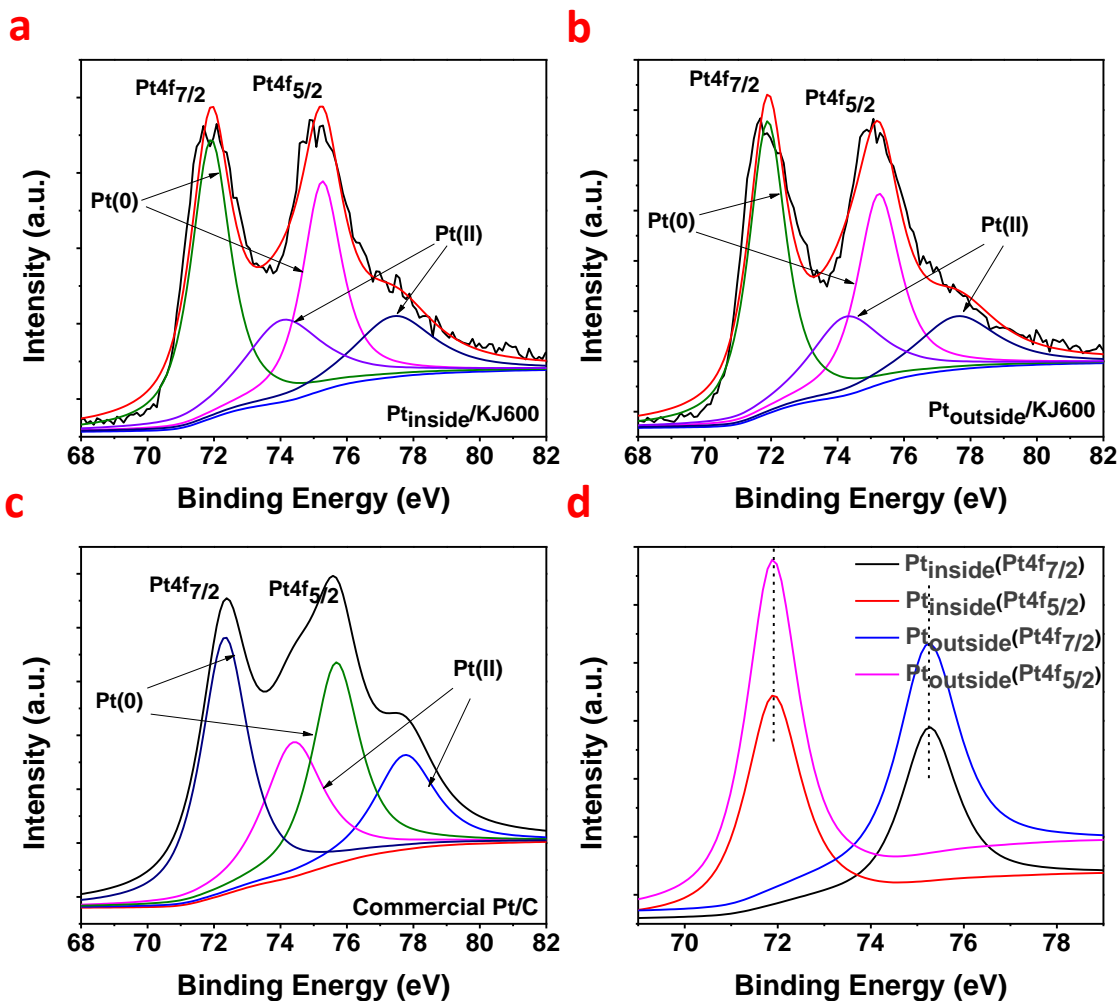 a
Pt4f7/2
Pt4f5/2
Pt(0)
Pt(II)
Intensity (a.u.)
Ptinside/KJ600
68 70 72 74 76 78 80 82
Binding Energy (eV)
b
Pt4f7/2
Pt4f5/2
Pt(0)
Pt(II)
Intensity (a.u.)
Ptoutside/KJ600
68 70 72 74 76 78 80 82
Binding Energy (eV)
c
Pt4f7/2
Pt4f5/2
Pt(0)
Pt(II)
Intensity (a.u.)
Commercial Pt/C
68 70 72 74 76 78 80 82
Binding Energy (eV)
d
Ptinside(Pt4f7/2)
Ptinside(Pt4f5/2)
Ptoutside(Pt4f7/2)
Ptoutside(Pt4f5/2)
Intensity (a.u.)
70 72 74 76 78
Binding Energy (eV)